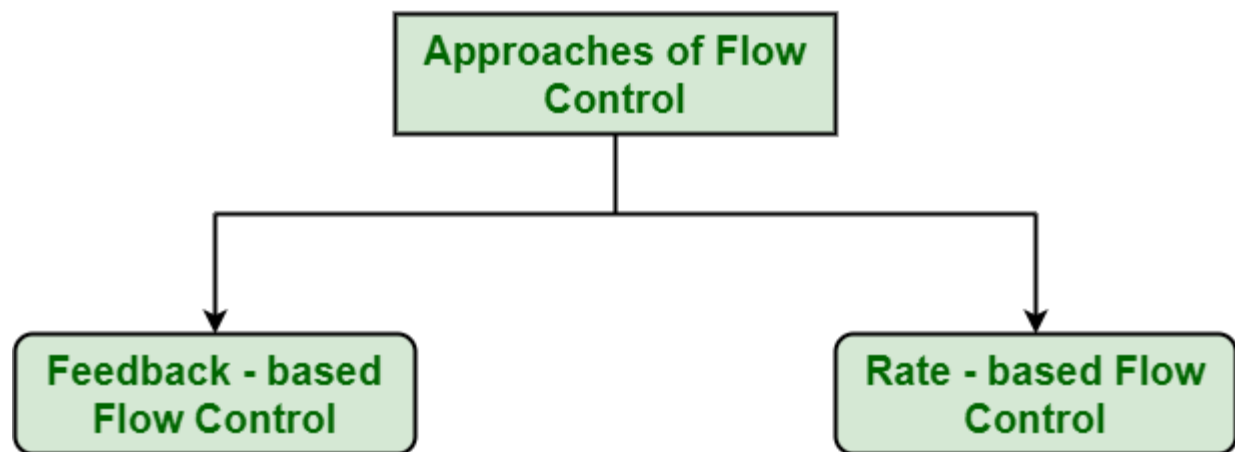 Approaches of Flow
Control
Feedback - based
Flow Control
Rate - based Flow
Control